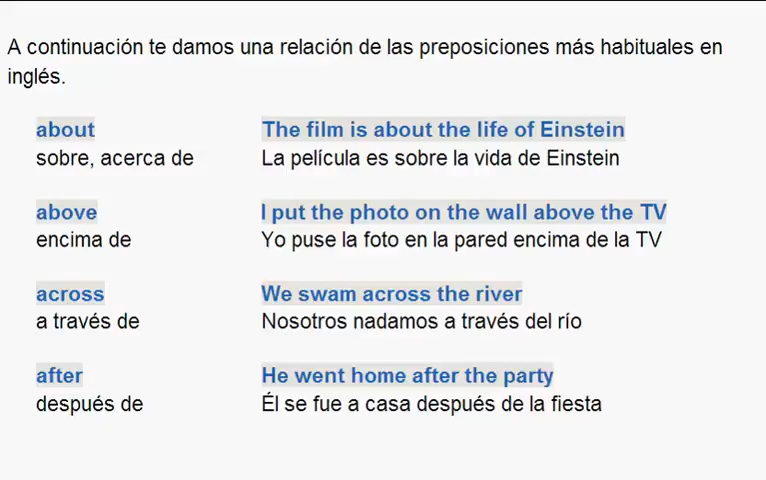 A continuación te damos una relación de las preposiciones más habituales en
inglés.
about The film is about the life of Einstein
sobre, acerca de La película es sobre la vida de Einstein
above I put the photo on the wall above the TV
encima de Yo puse la foto en la pared encima de la TV
across We swam across the river
a través de Nosotros nadamos a través del río
after He went home after the party
después de Él se fue a casa después de la fiesta